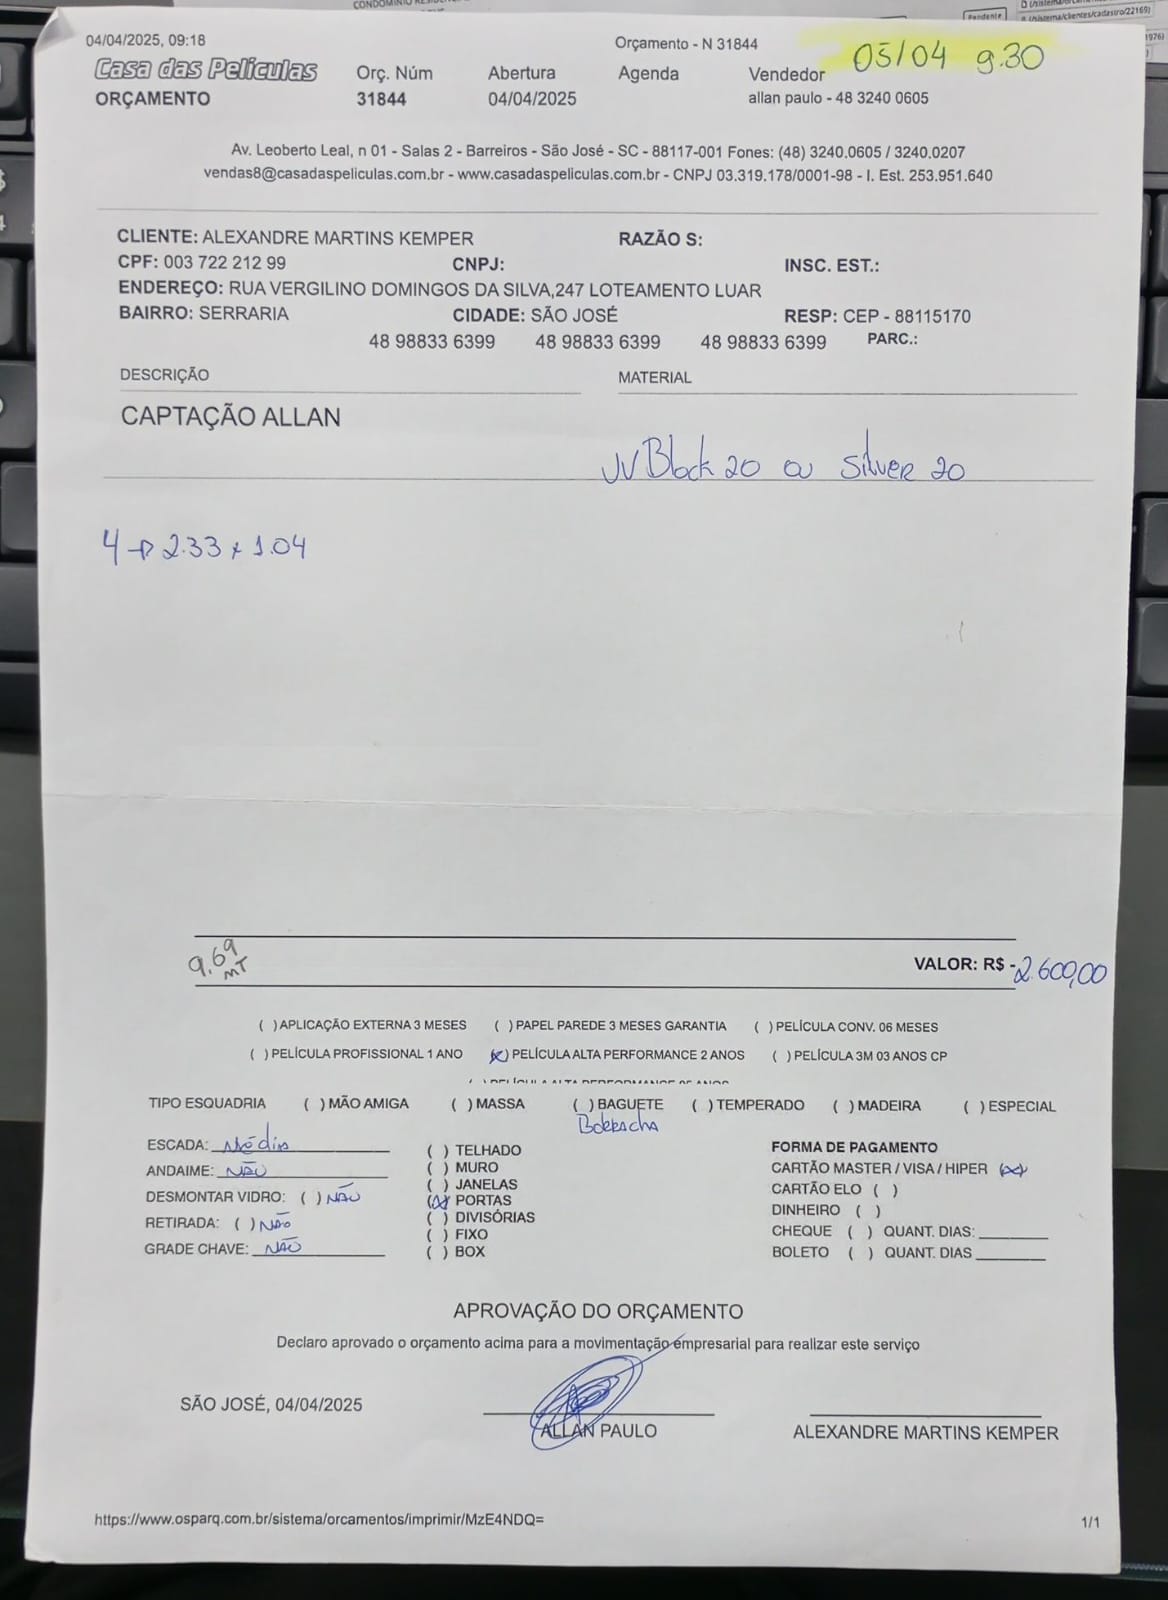 CONDOMÍNIO
Pendente
/sistema/clientes/cadastro/22169)
04/04/2025, 09:18
Orçamento - N 31844
05/04 9:30
Casa das Películas
Orç. Núm
Abertura
Agenda
Vendedor
ORÇAMENTO
31844
04/04/2025
allan paulo - 48 3240 0605
Av. Leoberto Leal, n 01 - Salas 2 - Barreiros - São José - SC - 88117-001 Fones: (48) 3240.0605 / 3240.0207
vendas8@casadaspeliculas.com.br - www.casadaspeliculas.com.br - CNPJ 03.319.178/0001-98 - I. Est. 253.951.640
CLIENTE: ALEXANDRE MARTINS KEMPER RAZÃO S:
CPF: 003 722 212 99 CNPJ: INSC. EST.:
ENDEREÇO: RUA VERGILINO DOMINGOS DA SILVA,247 LOTEAMENTO LUAR
BAIRRO: SERRARIA CIDADE: SÃO JOSÉ RESP: CEP - 88115170
48 98833 6399 48 98833 6399 48 98833 6399 PARC.:
DESCRIÇÃO MATERIAL
CAPTAÇÃO ALLAN
Block 20 ou Silver 20
4 → 2.33 x 1.04
9.69
MT
VALOR: R$ - 2.600,00
( ) APLICAÇÃO EXTERNA 3 MESES ( ) PAPEL PAREDE 3 MESES GARANTIA ( ) PELÍCULA CONV. 06 MESES
( ) PELÍCULA PROFISSIONAL 1 ANO (x) PELÍCULA ALTA PERFORMANCE 2 ANOS ( ) PELÍCULA 3M 03 ANOS CP
TIPO ESQUADRIA ( ) MÃO AMIGA ( ) MASSA ( ) BAGUETE ( ) TEMPERADO ( ) MADEIRA ( ) ESPECIAL
Borracha
ESCADA: Média
ANDAIME: NÃO
DESMONTAR VIDRO: ( ) NÃO
RETIRADA: ( ) NÃO
GRADE CHAVE: NÃO
( ) TELHADO
( ) MURO
( ) JANELAS
(x) PORTAS
( ) DIVISÓRIAS
( ) FIXO
( ) BOX
FORMA DE PAGAMENTO
CARTÃO MASTER / VISA / HIPER (x)
CARTÃO ELO ( )
DINHEIRO ( )
CHEQUE ( ) QUANT. DIAS:
BOLETO ( ) QUANT. DIAS
APROVAÇÃO DO ORÇAMENTO
Declaro aprovado o orçamento acima para a movimentação empresarial para realizar este serviço
SÃO JOSÉ, 04/04/2025
ALLAN PAULO
ALEXANDRE MARTINS KEMPER
https://www.osparq.com.br/sistema/orcamentos/imprimir/MzE4NDQ=
1/1